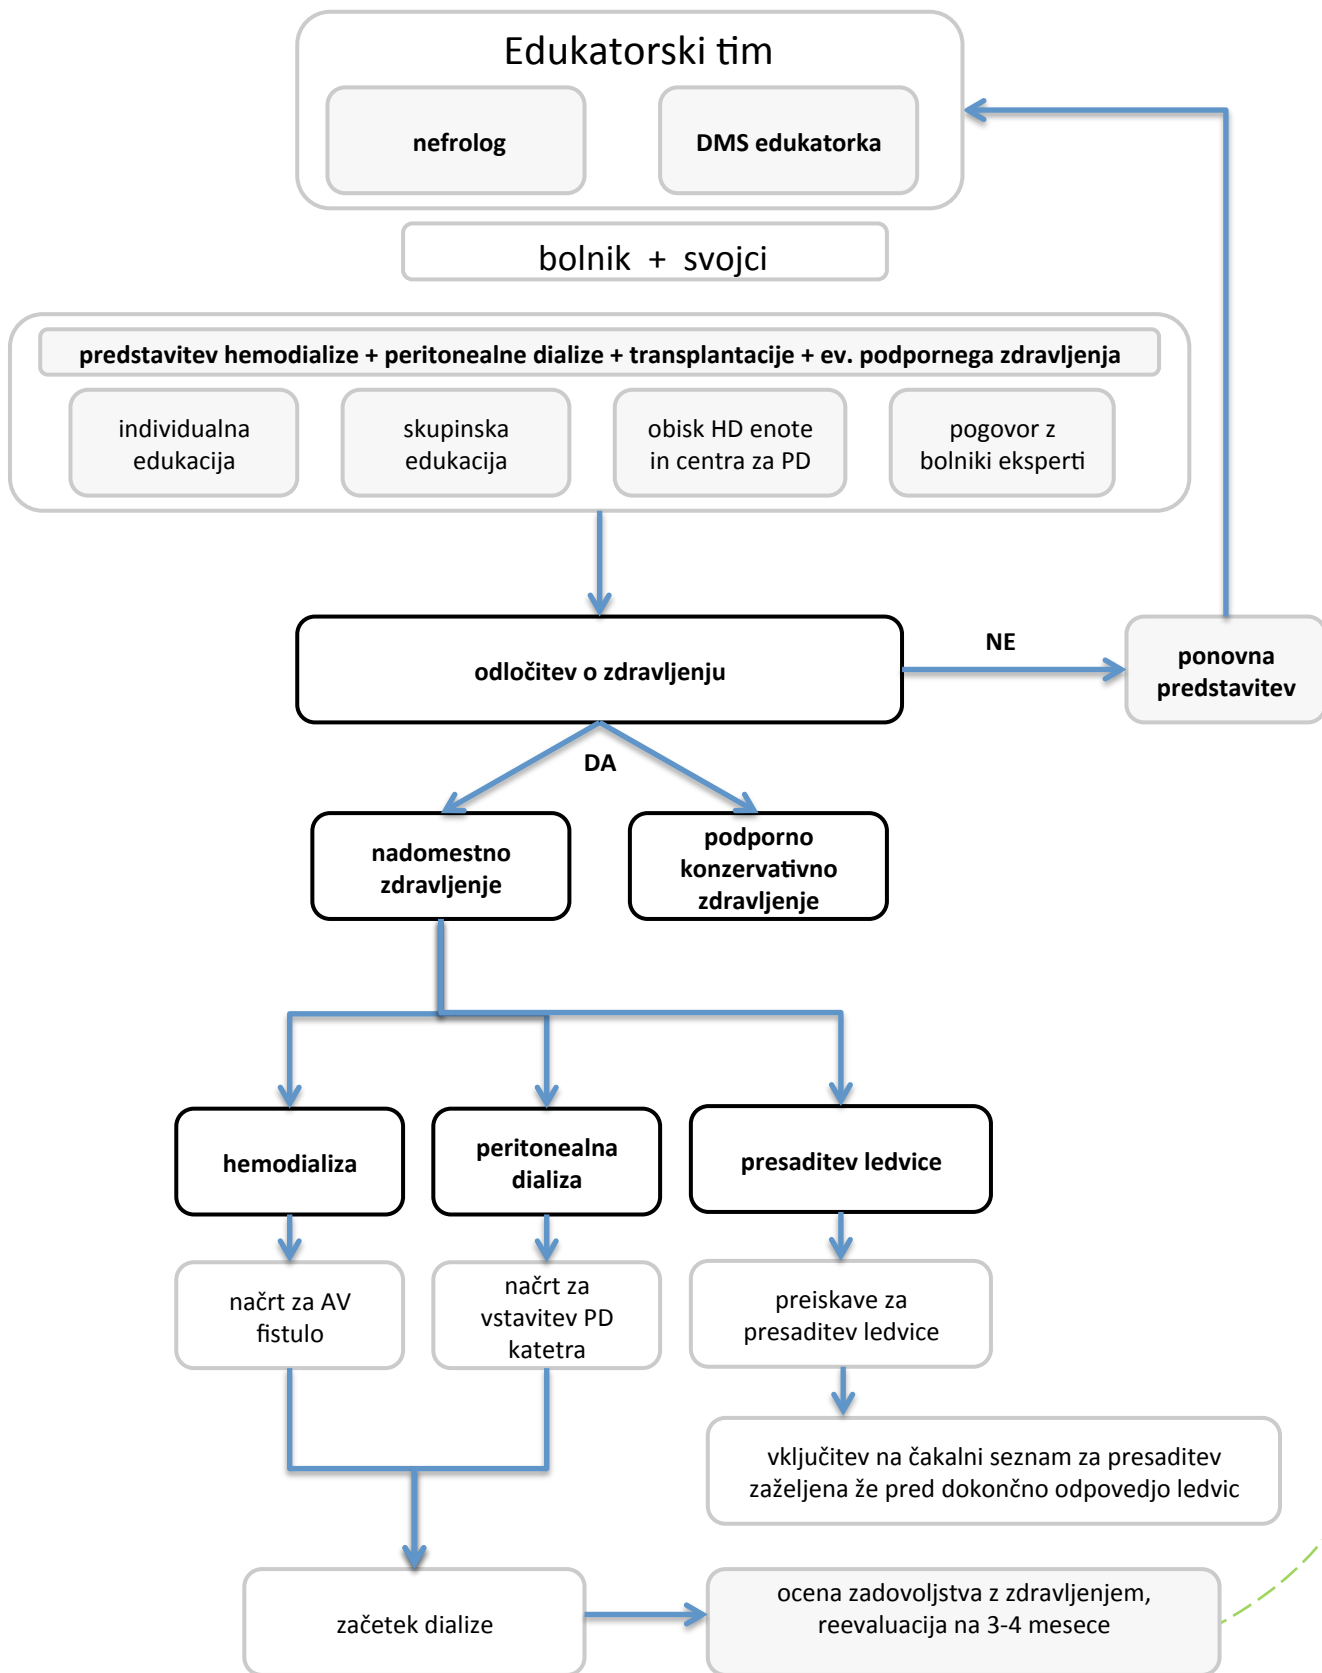 Edukatorski tim
nefrolog
DMS edukatorka
bolnik + svojci
predstavitev hemodialize + peritonealne dialize + transplantacije + ev. podpornega zdravljenja
individualna
edukacija
skupinska
edukacija
obisk HD enote
in centra za PD
pogovor z
bolniki eksperti
odločitev o zdravljenju
NE
ponovna
predstavitev
DA
nadomestno
zdravljenje
podporno
konzervativno
zdravljenje
hemodializa
peritonealna
dializa
presaditev ledvice
načrt za AV
fistulo
načrt za
vstavitev PD
katetra
preiskave za
presaditev ledvice
vključitev na čakalni seznam za presaditev
zaželjena že pred dokončno odpovedjo ledvic
začetek dialize
ocena zadovoljstva z zdravljenjem,
reevaluacija na 3-4 mesece